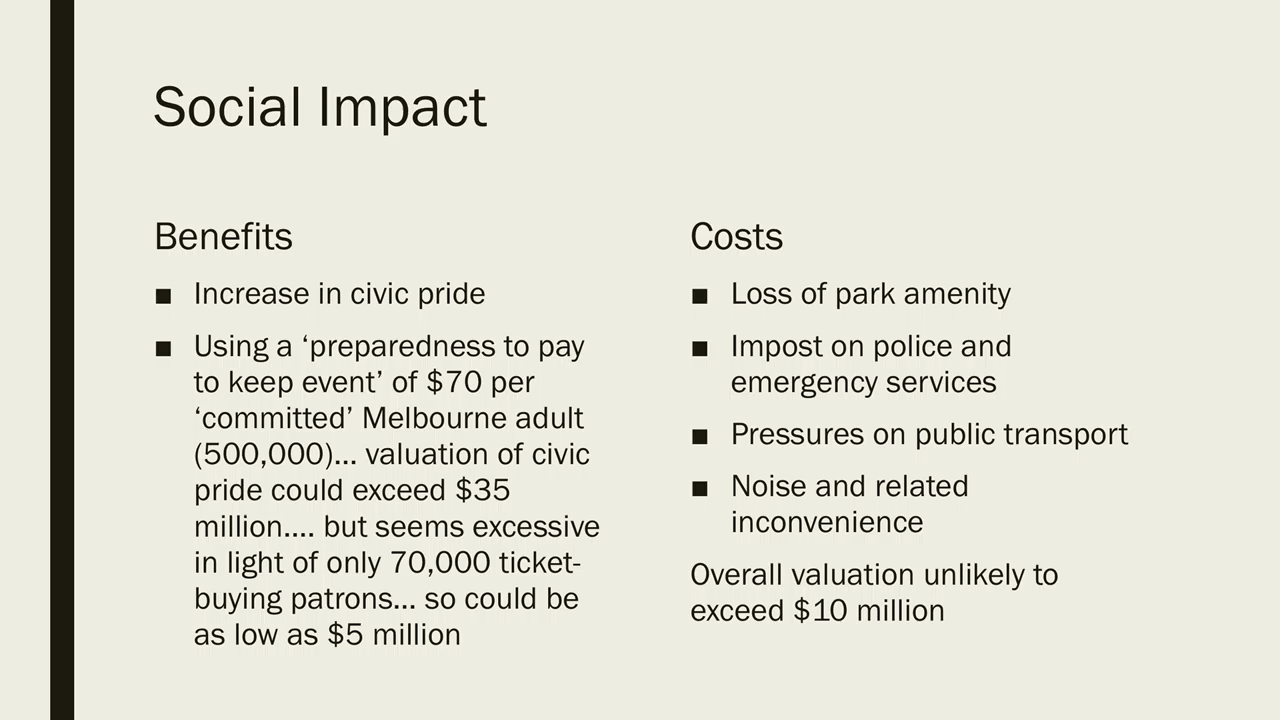 Social Impact
Benefits
■ Increase in civic pride
■ Using a ‘preparedness to pay
to keep event’ of $70 per
‘committed’ Melbourne adult
(500,000)... valuation of civic
pride could exceed $35
million.... but seems excessive
in light of only 70,000 ticket-
buying patrons... so could be
as low as $5 million
Costs
■ Loss of park amenity
■ Impost on police and
emergency services
■ Pressures on public transport
■ Noise and related
inconvenience
Overall valuation unlikely to
exceed $10 million